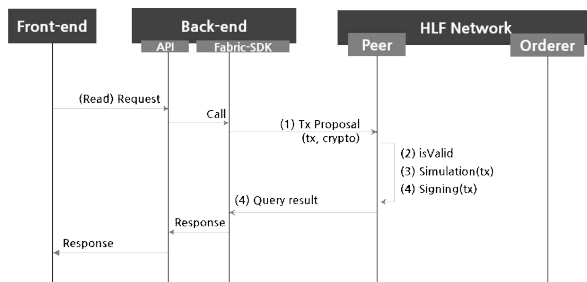 Front-end
Back-end
HLF Network
API
Fabric-SDK
Peer
Orderer
(Read) Request
Call
(1) Tx Proposal
(tx, crypto)
(2) isValid
(3) Simulation(tx)
(4) Signing(tx)
(4) Query result
Response
Response